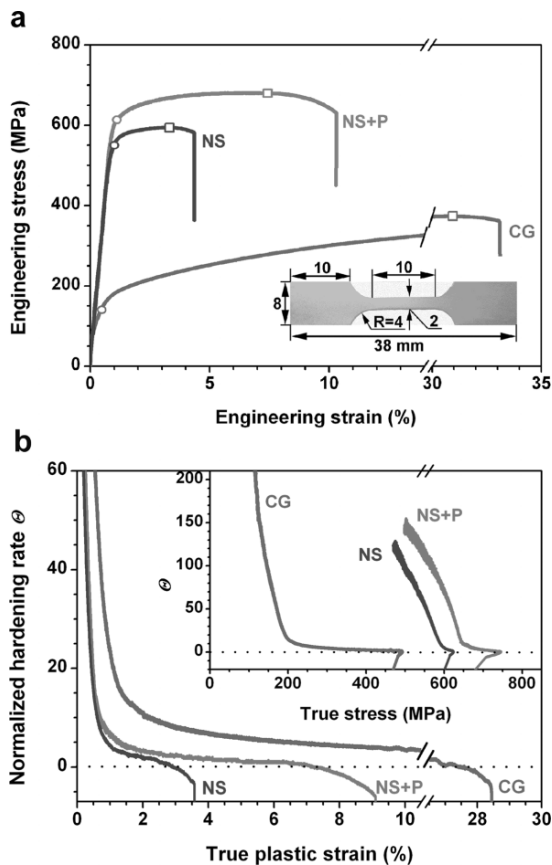 a
800
600
400
200
0
Engineering stress (MPa)
NS
NS+P
CG
10
10
8
R=4
2
38 mm
0
5
10
30
35
Engineering strain (%)
b
60
40
20
0
Normalized hardening rate Θ
200
150
100
50
0
Θ
CG
NS+P
NS
0
200
400
600
800
True stress (MPa)
NS
NS+P
CG
0
2
4
6
8
10
26
28
30
True plastic strain (%)